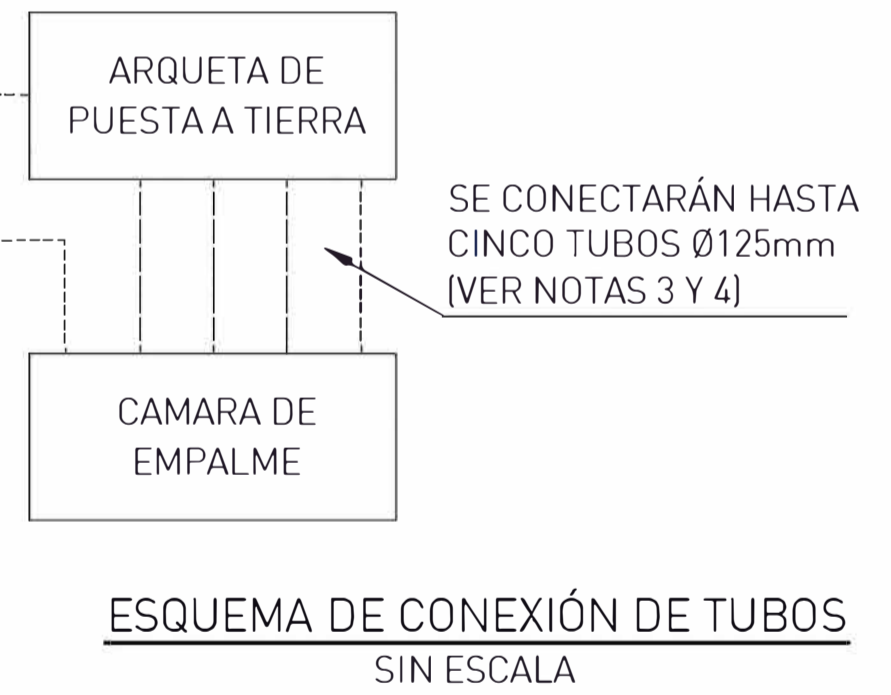 ARQUETA DE
PUESTA A TIERRA
SE CONECTARÁN HASTA
CINCO TUBOS Ø125mm
(VER NOTAS 3 Y 4)
CAMARA DE
EMPALME
ESQUEMA DE CONEXIÓN DE TUBOS
SIN ESCALA